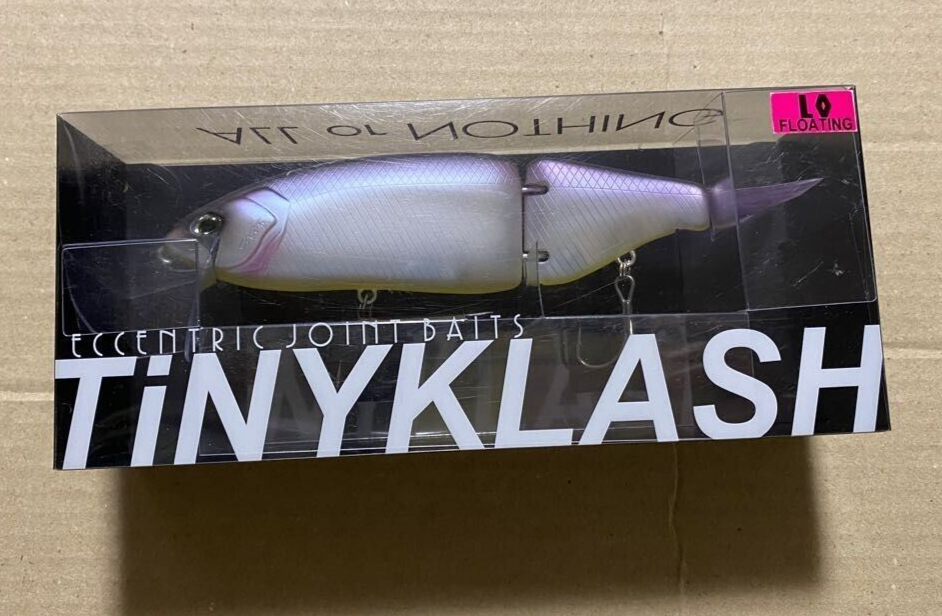 ALL or NOTHING
LO
FLOATING
ECCENTRIC JOINT BAITS
TiNYKLASH